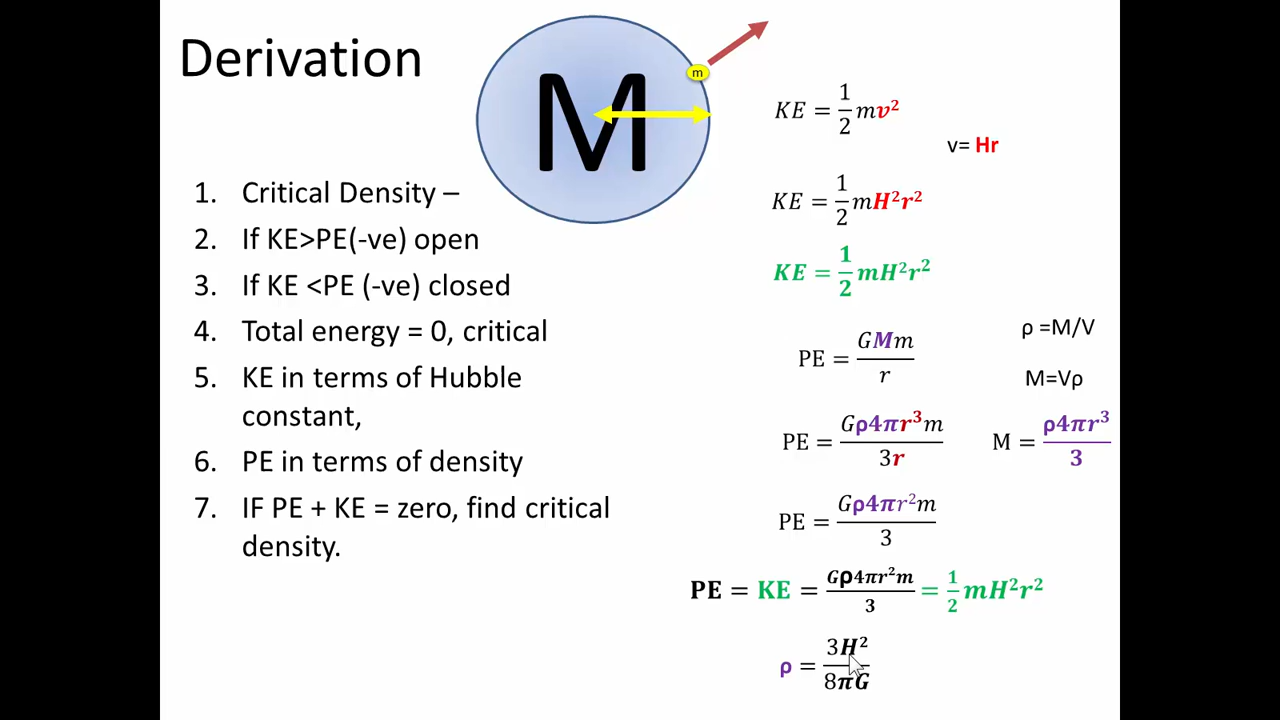 Derivation
M
m
1. Critical Density –
2. If KE>PE(-ve) open
3. If KE <PE (-ve) closed
4. Total energy = 0, critical
5. KE in terms of Hubble
constant,
6. PE in terms of density
7. IF PE + KE = zero, find critical
density.
KE = 1/2 mv²
v= Hr
KE = 1/2 mH²r²
KE = 1/2 mH²r²
PE = GMm/r
ρ =M/V
M=Vρ
PE = Gρ4πr³m/3r
M = ρ4πr³/3
PE = Gρ4πr²m/3
PE = KE = Gρ4πr²m/3 = 1/2 mH²r²
ρ = 3H²/8πG